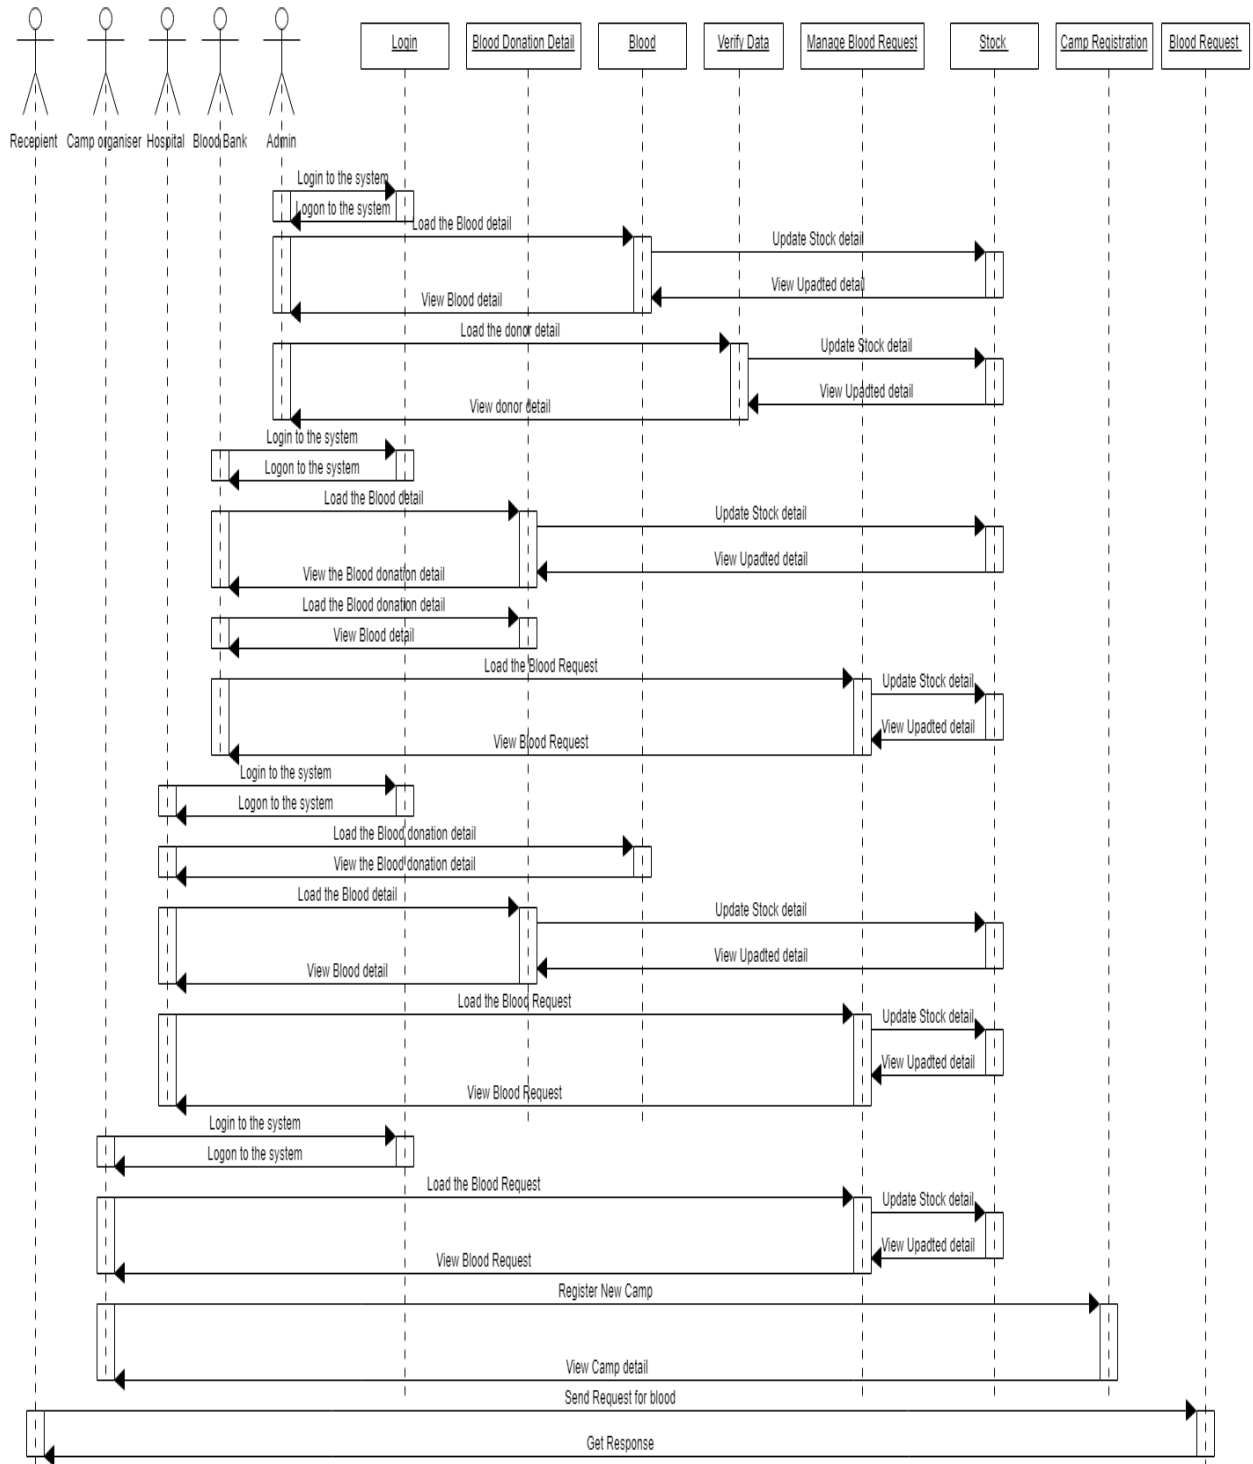 Login
Blood Donation Detail
Blood
Verify Data
Manage Blood Request
Stock
Camp Registration
Blood Request
Recepient
Camp organiser
Hospital
Blood Bank
Admin
Login to the system
Logon to the system
Load the Blood detail
Update Stock detail
View Upadted detail
View Blood detail
Load the donor detail
Update Stock detail
View Upadted detail
View donor detail
Login to the system
Logon to the system
Load the Blood detail
Update Stock detail
View Upadted detail
View the Blood donation detail
Load the Blood donation detail
View Blood detail
Load the Blood Request
Update Stock detail
View Upadted detail
View Blood Request
Login to the system
Logon to the system
Load the Blood donation detail
View the Blood donation detail
Load the Blood detail
Update Stock detail
View Upadted detail
View Blood detail
Load the Blood Request
Update Stock detail
View Upadted detail
View Blood Request
Login to the system
Logon to the system
Load the Blood Request
Update Stock detail
View Upadted detail
View Blood Request
Register New Camp
View Camp detail
Send Request for blood
Get Response